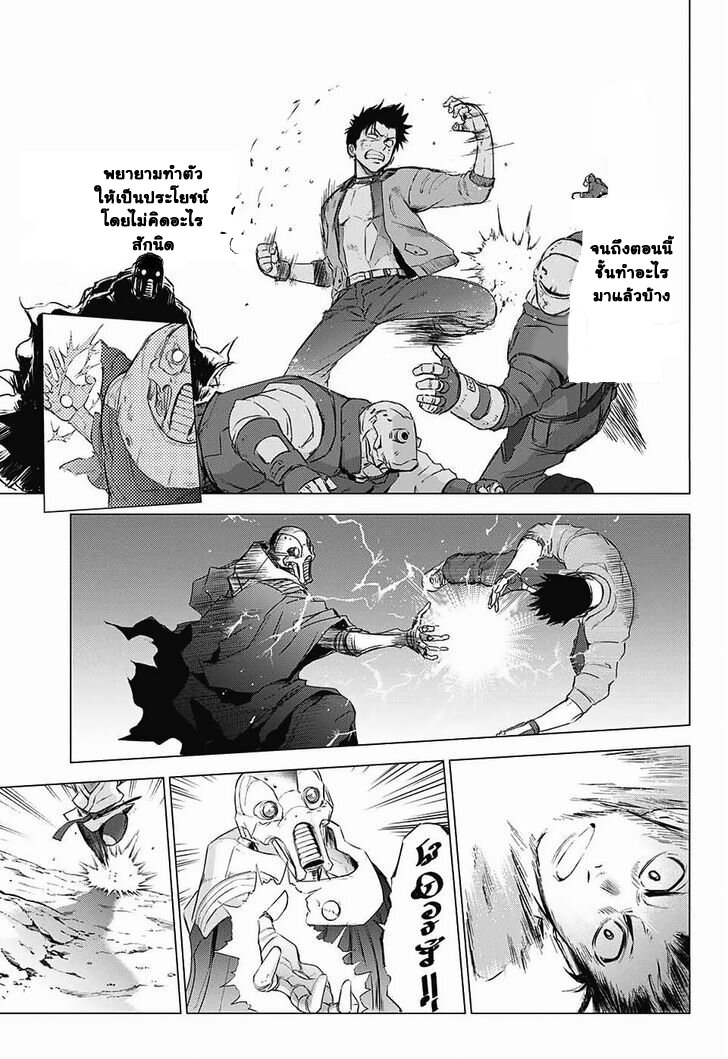 จนถึงตอนนี้
ชั้นทำอะไร
มาแล้วบ้าง
พยายามทำตัว
ให้เป็นประโยชน์
โดยไม่คิดอะไร
สักนิด